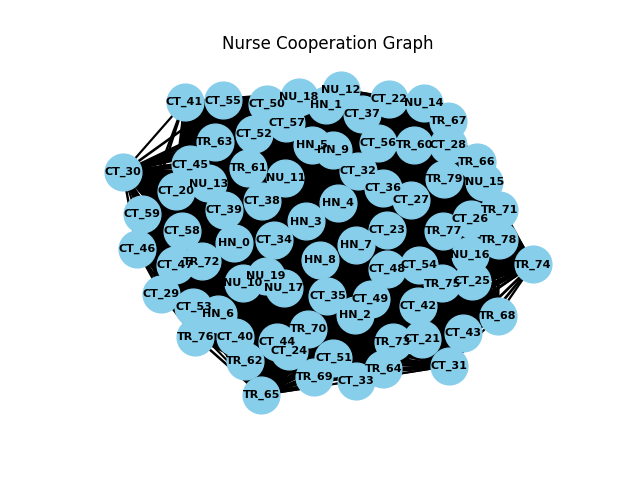 Nurse Cooperation Graph
NU_12
NU_18
CT_41
CT_55
CT_50
HN_1
CT_22
NU_14
CT_37
CT_57
TR_67
CT_52
TR_63
HN_5
HN_9
CT_56
TR_60
CT_28
TR_66
CT_45
TR_61
CT_30
CT_32
NU_11
TR_79
NU_15
NU_13
CT_20
CT_36
CT_38
CT_27
HN_4
CT_39
TR_71
CT_59
CT_26
HN_3
CT_58
CT_23
TR_77
CT_34
TR_78
HN_0
HN_7
CT_46
NU_16
HN_8
TR_72
CT_47
CT_54
TR_74
CT_48
NU_19
NU_10
NU_17
TR_75
CT_25
CT_29
CT_35
CT_49
CT_53
CT_42
HN_6
HN_2
TR_68
TR_70
CT_43
TR_76
CT_40
CT_44
TR_73
CT_21
CT_24
CT_51
TR_62
CT_31
TR_64
TR_69
CT_33
TR_65